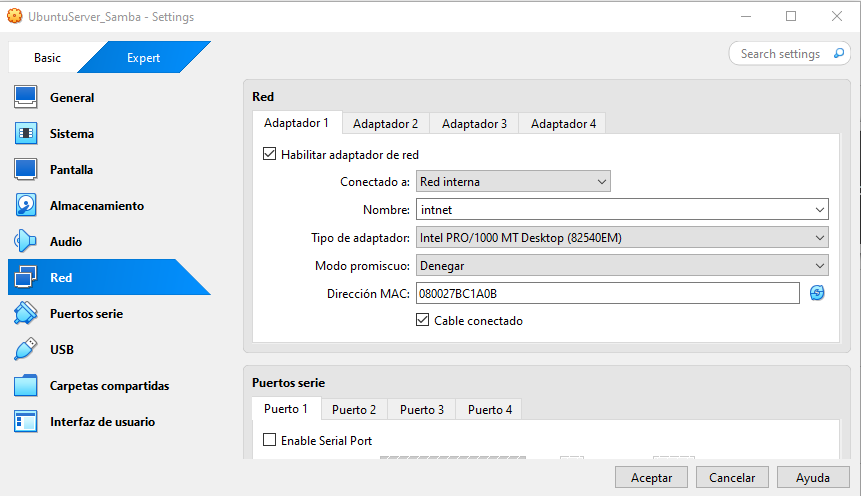 UbuntuServer_Samba - Settings
Basic
Expert
Search settings
General
Sistema
Pantalla
Almacenamiento
Audio
Red
Puertos serie
USB
Carpetas compartidas
Interfaz de usuario
Red
Adaptador 1
Adaptador 2
Adaptador 3
Adaptador 4
Habilitar adaptador de red
Conectado a: Red interna
Nombre: intnet
Tipo de adaptador: Intel PRO/1000 MT Desktop (82540EM)
Modo promiscuo: Denegar
Dirección MAC: 080027BC1A0B
Cable conectado
Puertos serie
Puerto 1
Puerto 2
Puerto 3
Puerto 4
Enable Serial Port
Aceptar
Cancelar
Ayuda